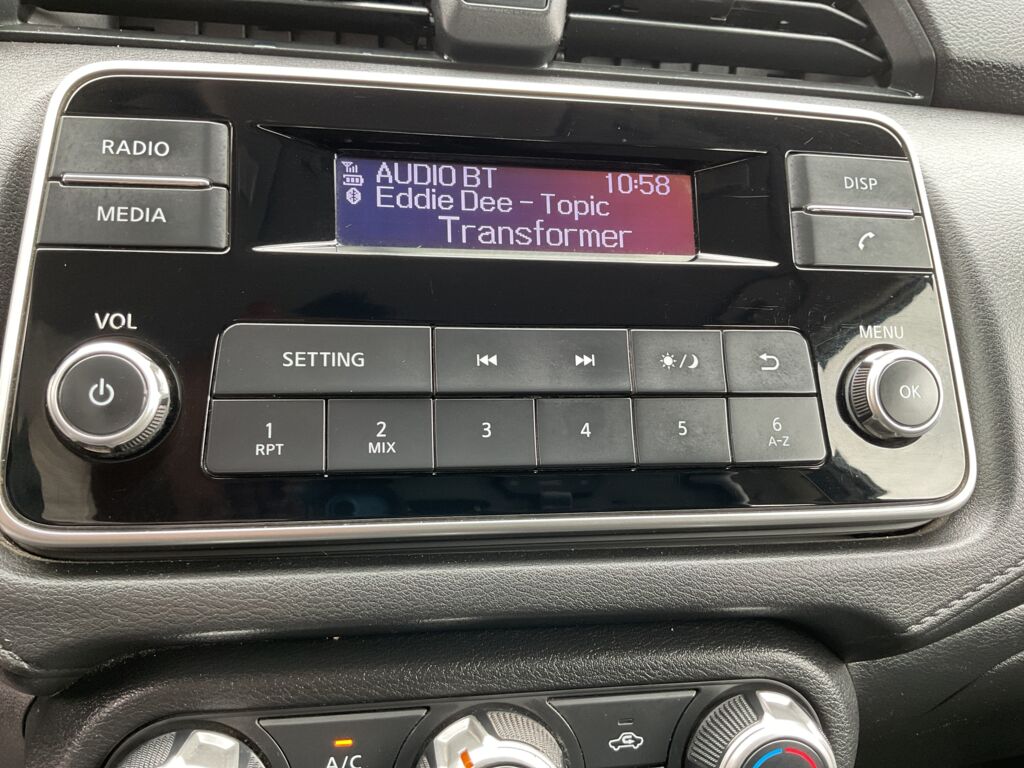 RADIO
MEDIA
AUDIO BT 10:58
Eddie Dee - Topic
Transformer
DISP
VOL
MENU
SETTING
OK
1 2 3 4 5 6
RPT MIX A-Z
A/C